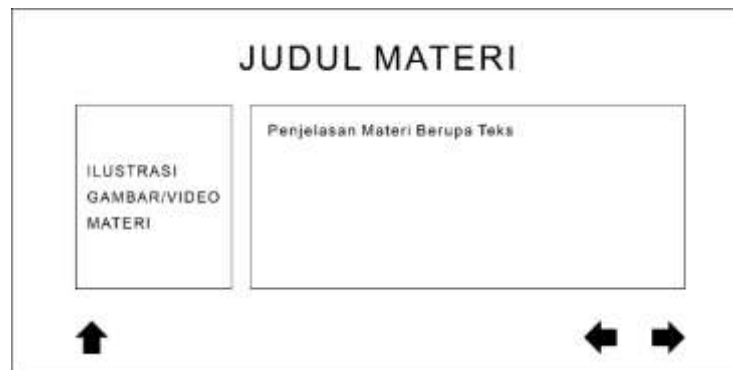 JUDUL MATERI
ILUSTRASI
GAMBAR/VIDEO
MATERI
Penjelasan Materi Berupa Teks